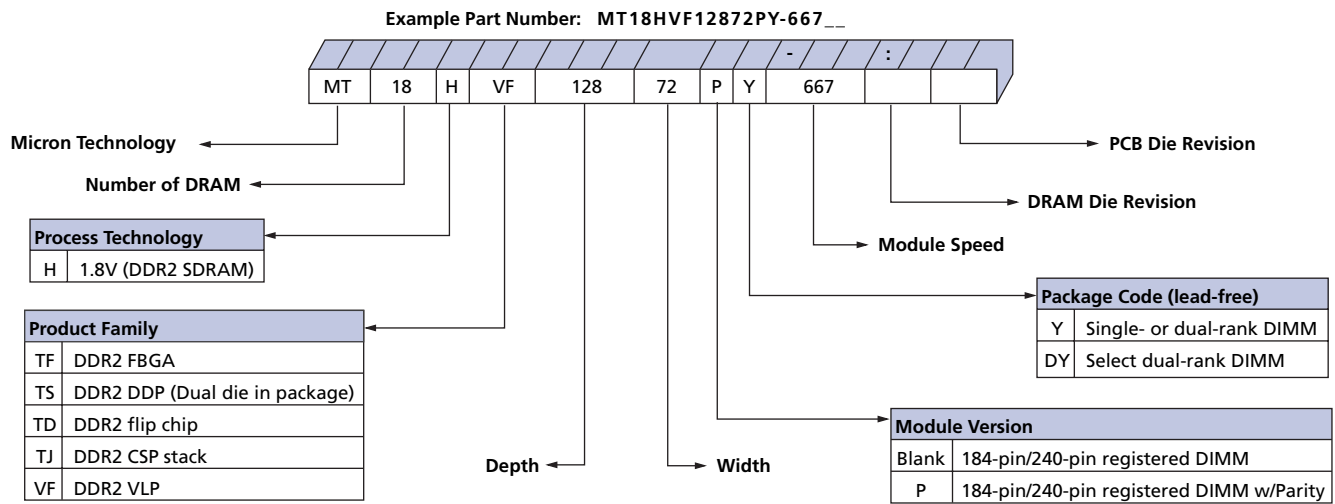 Example Part Number: MT18HVF12872PY-667__
- :
MT 18 H VF 128 72 P Y 667
Micron Technology
PCB Die Revision
Number of DRAM
DRAM Die Revision
Process Technology
H 1.8V (DDR2 SDRAM)
Module Speed
Package Code (lead-free)
Y Single- or dual-rank DIMM
DY Select dual-rank DIMM
Product Family
TF DDR2 FBGA
TS DDR2 DDP (Dual die in package)
TD DDR2 flip chip
TJ DDR2 CSP stack
VF DDR2 VLP
Depth
Width
Module Version
Blank 184-pin/240-pin registered DIMM
P 184-pin/240-pin registered DIMM w/Parity